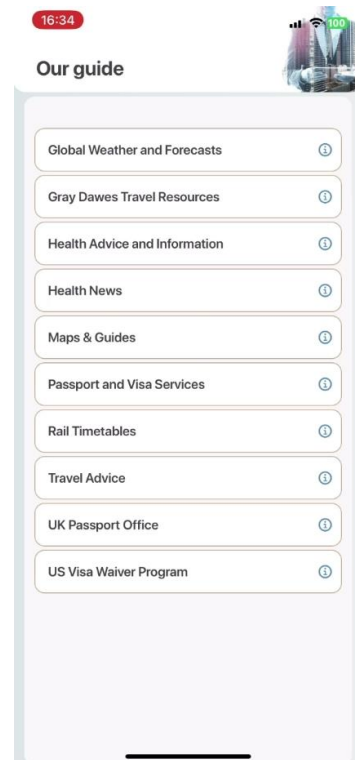 16:34
100
Our guide
Global Weather and Forecasts
Gray Dawes Travel Resources
Health Advice and Information
Health News
Maps & Guides
Passport and Visa Services
Rail Timetables
Travel Advice
UK Passport Office
US Visa Waiver Program